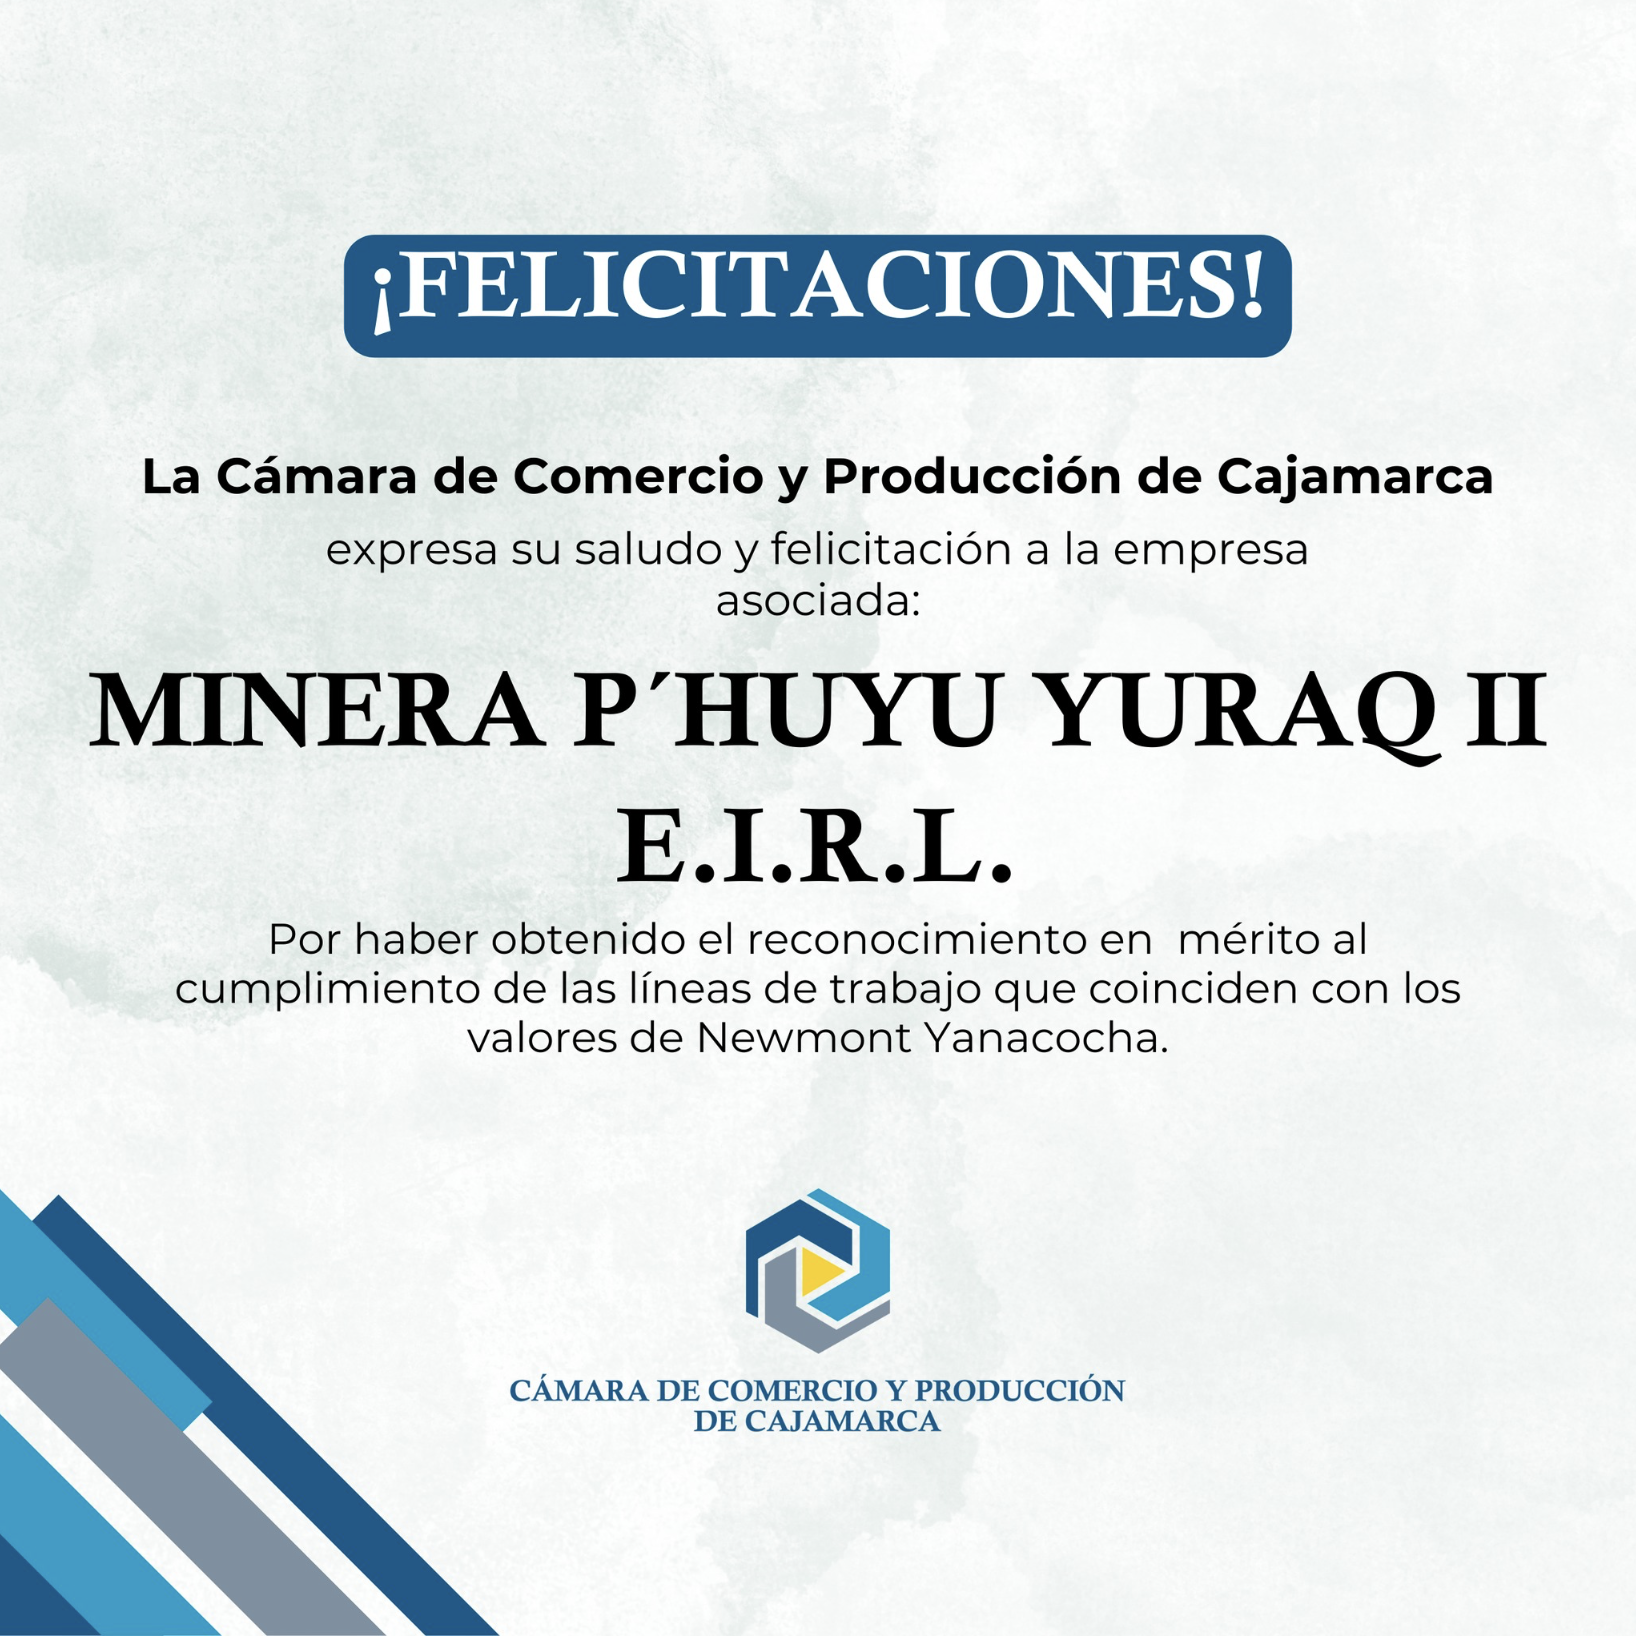 ¡FELICITACIONES!
La Cámara de Comercio y Producción de Cajamarca
expresa su saludo y felicitación a la empresa
asociada:
MINERA P´HUYU YURAQ II
E.I.R.L.
Por haber obtenido el reconocimiento en  mérito al
cumplimiento de las líneas de trabajo que coinciden con los
valores de Newmont Yanacocha.
CÁMARA DE COMERCIO Y PRODUCCIÓN
DE CAJAMARCA